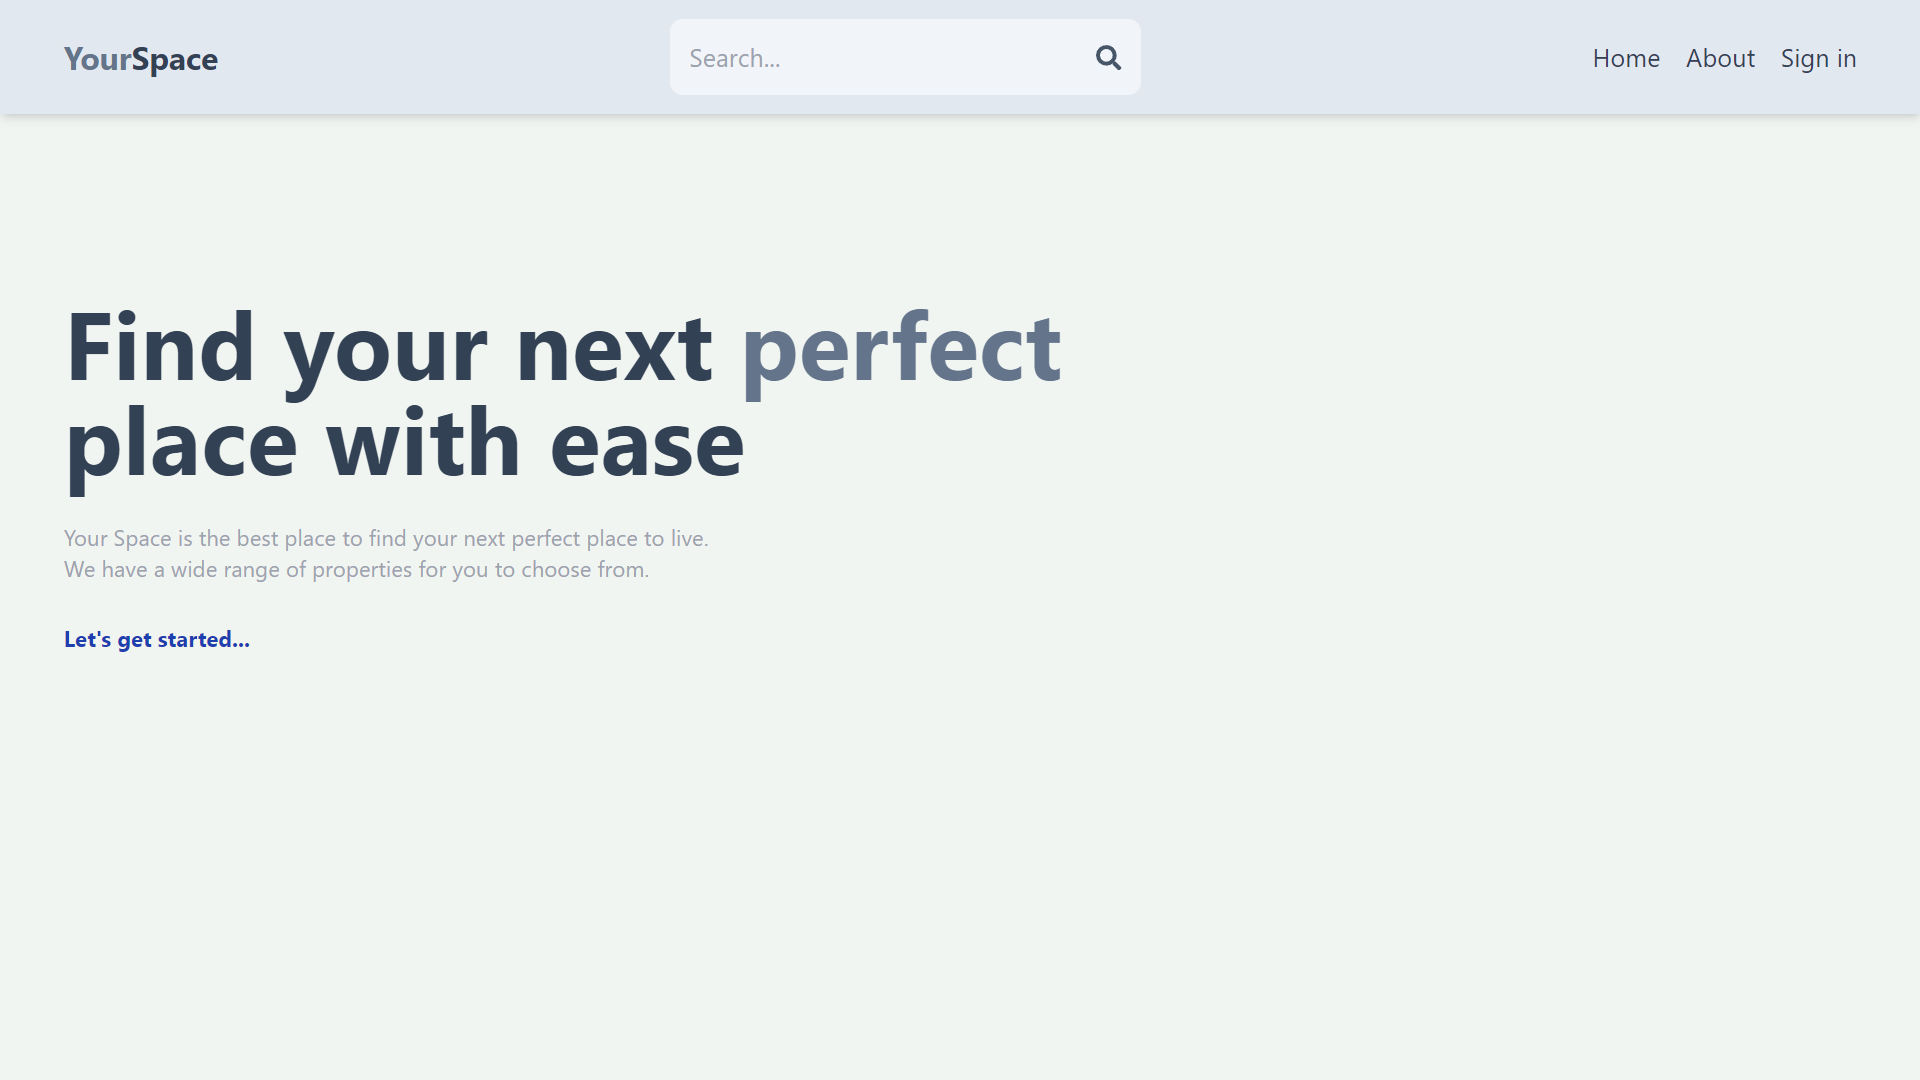 YourSpace
Search...
Home
About
Sign in
Find your next perfect
place with ease
Your Space is the best place to find your next perfect place to live.
We have a wide range of properties for you to choose from.
Let's get started...